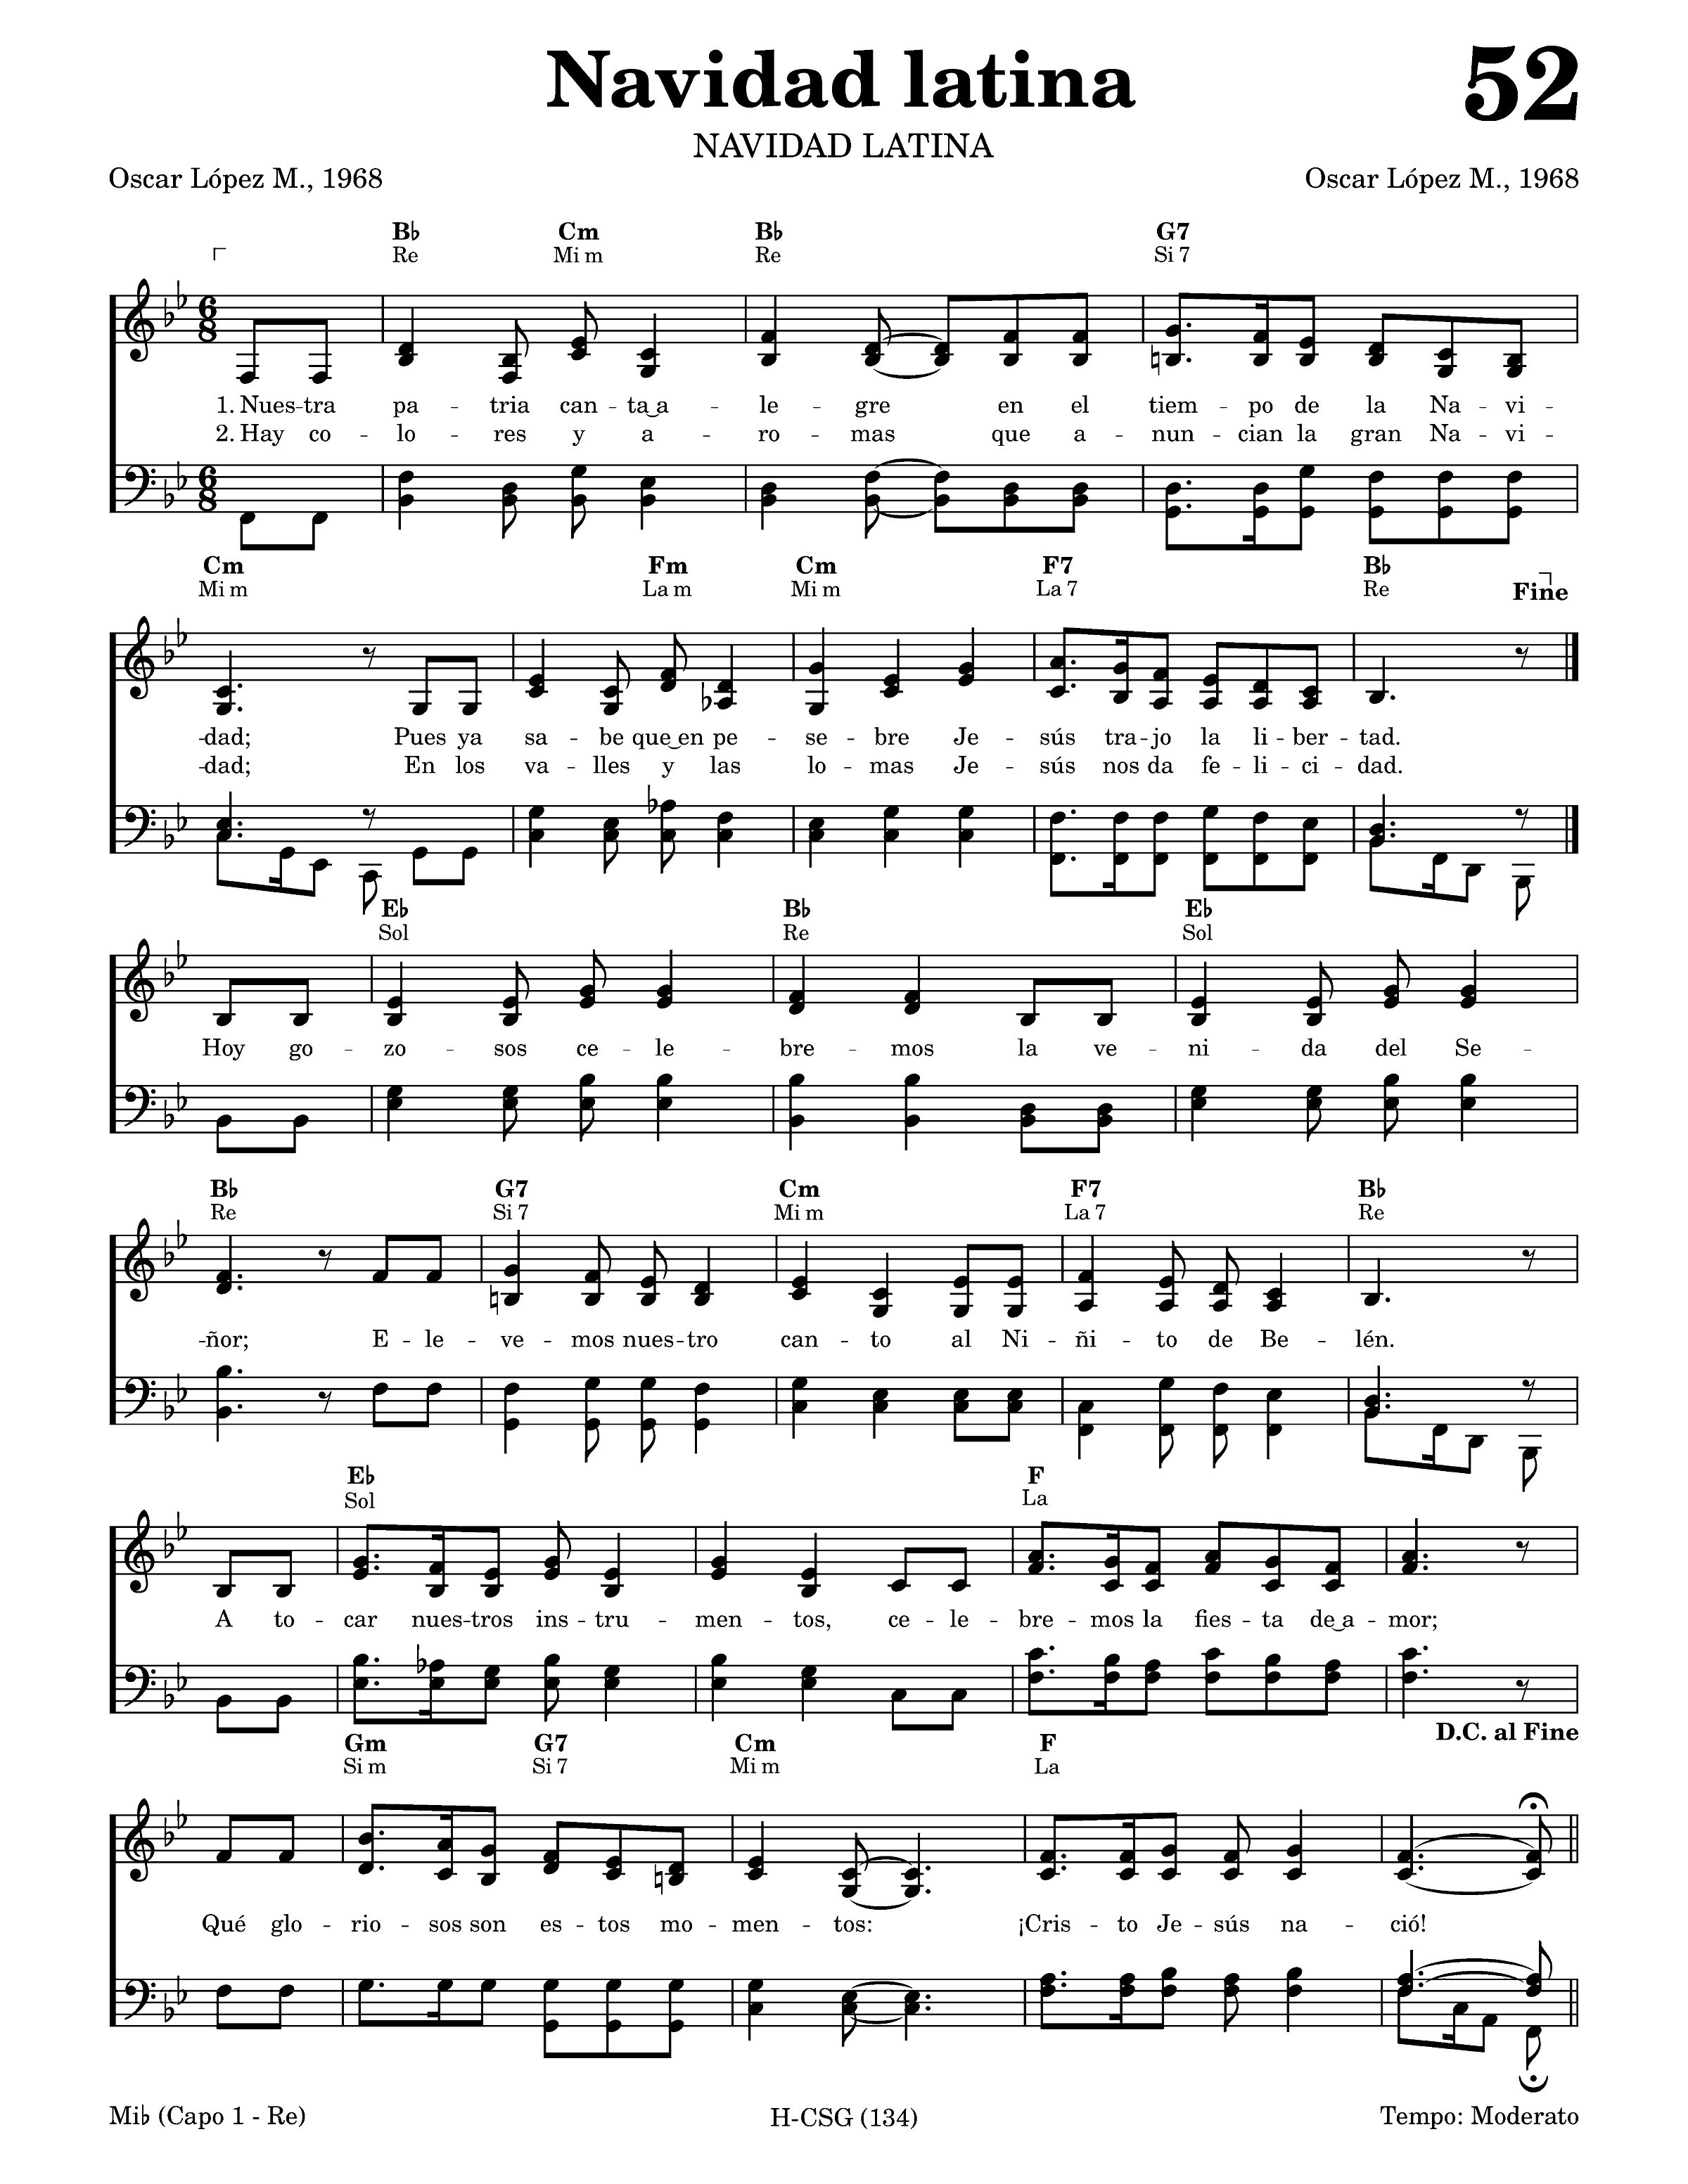 Navidad latina
52
NAVIDAD LATINA
Oscar López M., 1968
Oscar López M., 1968
B♭ Cm B♭ G7
Re Mi m Re Si 7
6 8
1. Nues -- tra pa -- tria can -- ta‿a -- le -- gre en el tiem -- po de la Na -- vi --
2. Hay co -- lo -- res y a -- ro -- mas que a -- nun -- cian la gran Na -- vi --
6 8
Cm Fm Cm F7 B♭
Mi m La m Mi m La 7 Re Fine
-- dad; Pues ya sa -- be que‿en pe -- se -- bre Je -- sús tra -- jo la li -- ber -- tad.
-- dad; En los va -- lles y las lo -- mas Je -- sús nos da fe -- li -- ci -- dad.
E♭ B♭ E♭
Sol Re Sol
Hoy go -- zo -- sos ce -- le -- bre -- mos la ve -- ni -- da del Se --
B♭ G7 Cm F7 B♭
Re Si 7 Mi m La 7 Re
-- ñor; E -- le -- ve -- mos nues -- tro can -- to al Ni -- ñi -- to de Be -- lén.
E♭ F
Sol La
A to -- car nues -- tros ins -- tru -- men -- tos, ce -- le -- bre -- mos la fies -- ta de‿a -- mor;
D.C. al Fine
Gm G7 Cm F
Si m Si 7 Mi m La
Qué glo -- rio -- sos son es -- tos mo -- men -- tos: ¡Cris -- to Je -- sús na -- ció!
Mi♭ (Capo 1 - Re)
H-CSG (134)
Tempo: Moderato